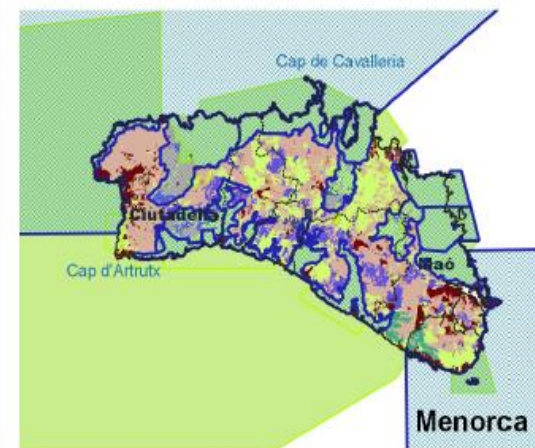 Cap de Cavalleria
Ciutadella
Cap d'Artrutx
Maó
Menorca